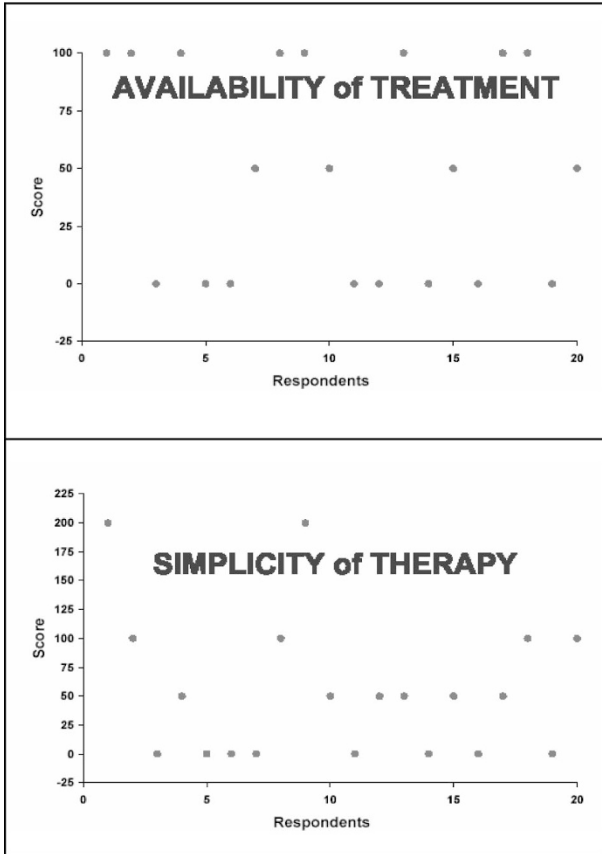 100
AVAILABILITY of TREATMENT
75
Score
50
25
0
-25
0 5 10 15 20
Respondents
225
200
175
SIMPLICITY of THERAPY
150
125
Score
100
75
50
25
0
-25
0 5 10 15 20
Respondents